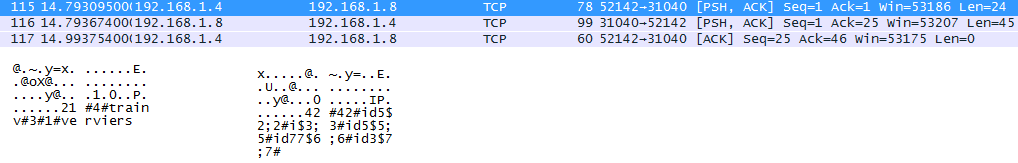 115 14.793095000 192.168.1.4 192.168.1.8 TCP 78 52142→31040 [PSH, ACK] Seq=1 Ack=1 Win=53186 Len=24
116 14.793674000 192.168.1.8 192.168.1.4 TCP 99 31040→52142 [PSH, ACK] Seq=1 Ack=25 Win=53207 Len=45
117 14.993754000 192.168.1.4 192.168.1.8 TCP 60 52142→31040 [ACK] Seq=25 Ack=46 Win=53175 Len=0
@.~.y=x. ......E.
.@oX@... ........
....y@.. .1.0..P.
......21 #4#train
v#3#1#ve rviers
x.....@. ~.y=..E.
.U..@... ........
..y@...0 .....IP.
......42 #42#id5$
2;2#i$3; 3#id5$5;
5#id77$6 ;6#id3$7
;7#